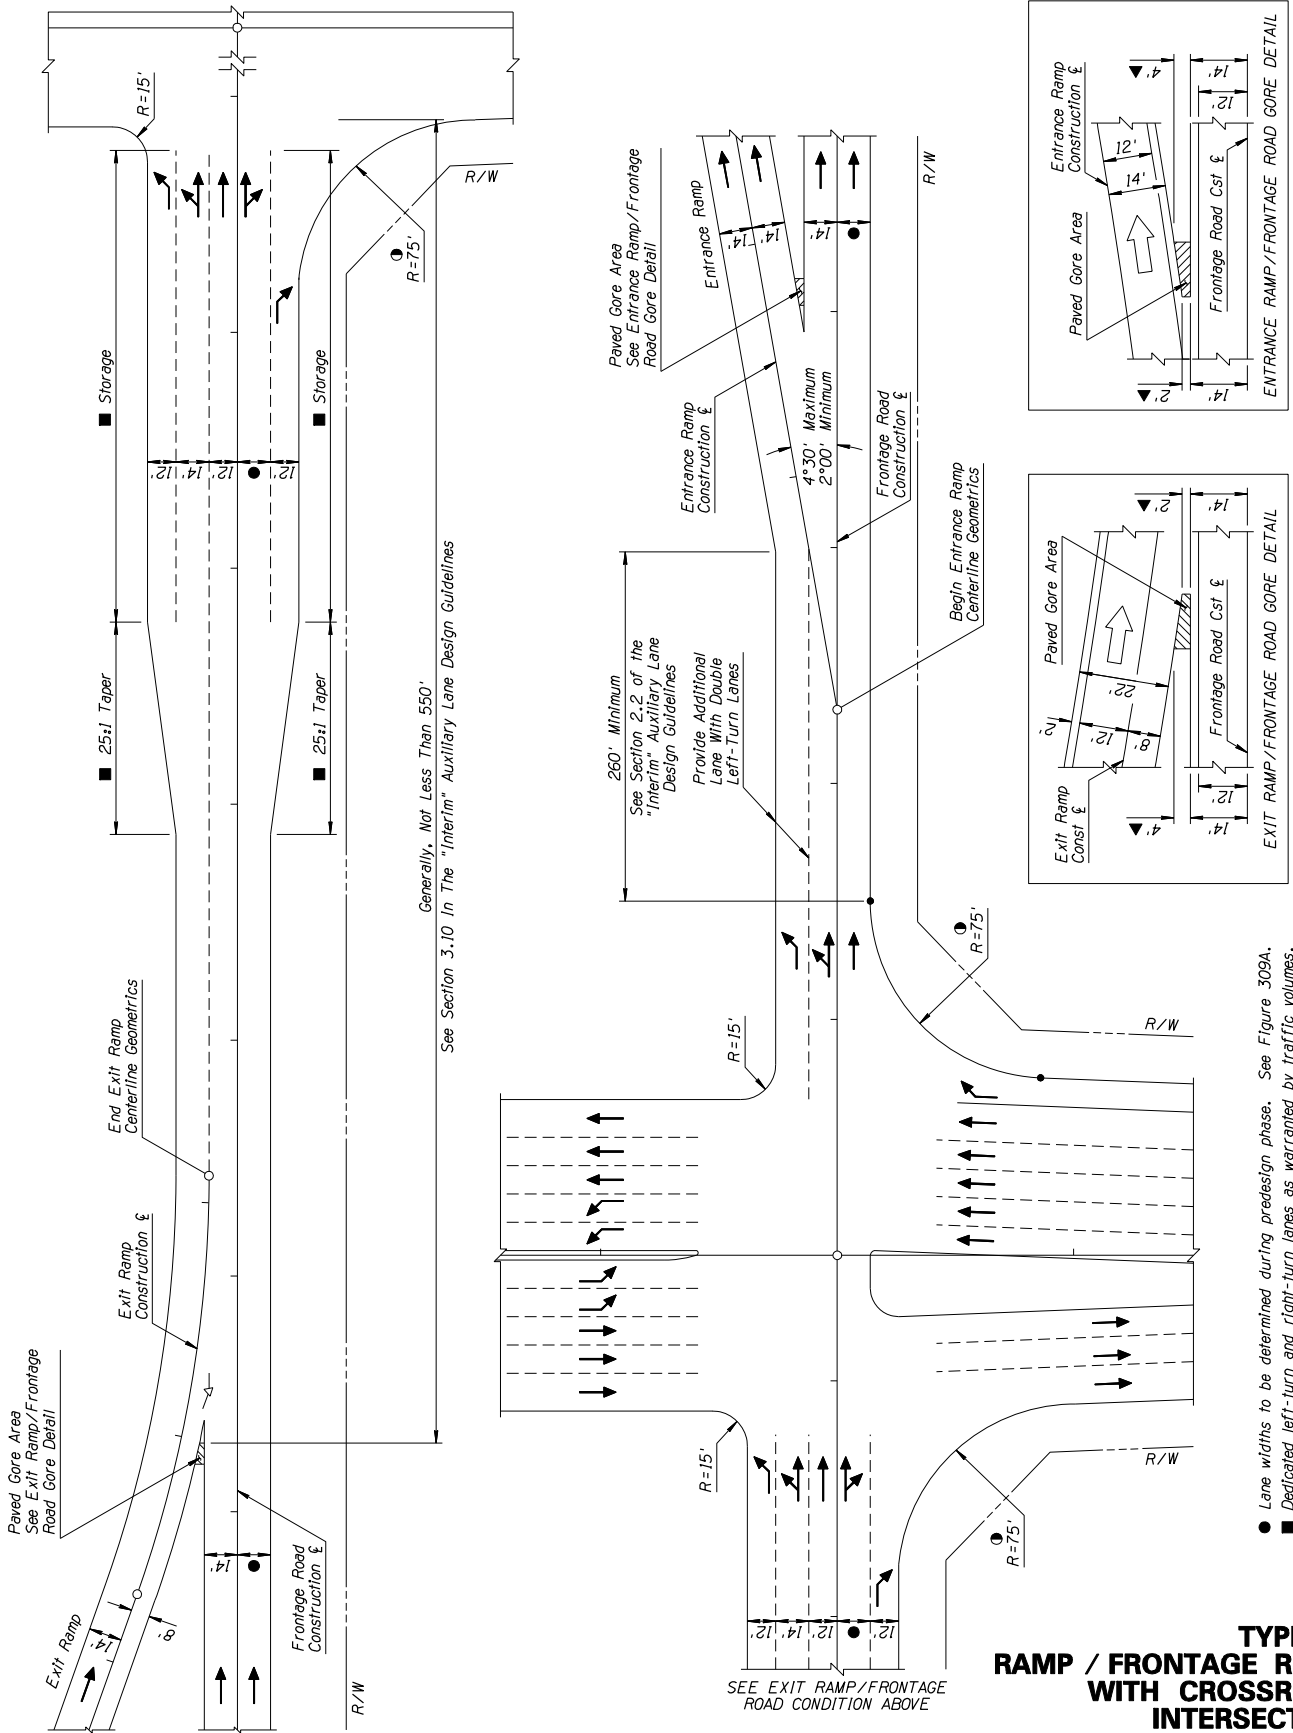 R=15'
R/W
R=75'
■ Storage
■ Storage
12'
14'
12'
12'
■ 25:1 Taper
■ 25:1 Taper
Generally, Not Less Than 550'
See Section 3.10 In The "Interim" Auxiliary Lane Design Guidelines
End Exit Ramp
Centerline Geometrics
Exit Ramp
Construction ℄
Paved Gore Area
See Exit Ramp/Frontage
Road Gore Detail
Exit Ramp
14'
8'
14'
Frontage Road
Construction ℄
R/W
Paved Gore Area
See Entrance Ramp/Frontage
Road Gore Detail
Entrance Ramp
14'
14'
14'
R/W
Entrance Ramp
Construction ℄
4°30' Maximum
2°00' Minimum
Frontage Road
Construction ℄
Begin Entrance Ramp
Centerline Geometrics
260' Minimum
See Section 2.2 of the
"Interim" Auxiliary Lane
Design Guidelines
Provide Additional
Lane With Double
Left-Turn Lanes
R=15'
R=75'
R/W
R=15'
R=75'
R/W
12'
14'
12'
12'
SEE EXIT RAMP/FRONTAGE
ROAD CONDITION ABOVE
Entrance Ramp
Construction ℄
Paved Gore Area
12'
14'
4'
14'
12'
2'
14'
Frontage Road Cst ℄
ENTRANCE RAMP/FRONTAGE ROAD GORE DETAIL
Paved Gore Area
Exit Ramp
Const ℄
2'
12'
8'
22'
2'
14'
4'
14'
12'
Frontage Road Cst ℄
EXIT RAMP/FRONTAGE ROAD GORE DETAIL
● Lane widths to be determined during predesign phase. See Figure 309A.
■ Dedicated left-turn and right-turn lanes as warranted by traffic volumes.
RAMP / FRONTAGE
WITH